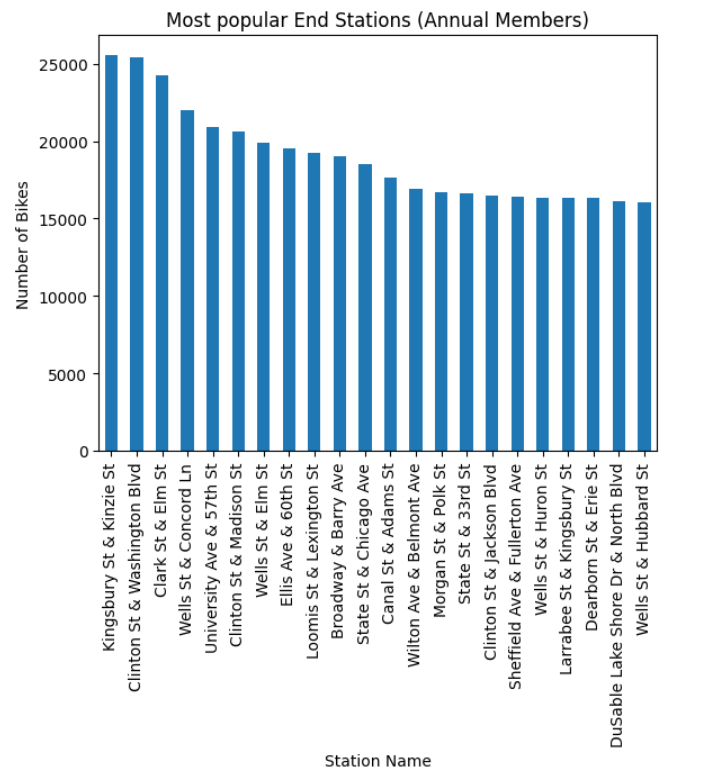 Most popular End Stations (Annual Members)
Number of Bikes
25000
20000
15000
10000
5000
0
Kingsbury St & Kinzie St
Clinton St & Washington Blvd
Clark St & Elm St
Wells St & Concord Ln
University Ave & 57th St
Clinton St & Madison St
Wells St & Elm St
Ellis Ave & 60th St
Loomis St & Lexington St
Broadway & Barry Ave
State St & Chicago Ave
Canal St & Adams St
Wilton Ave & Belmont Ave
Morgan St & Polk St
State St & 33rd St
Clinton St & Jackson Blvd
Sheffield Ave & Fullerton Ave
Wells St & Huron St
Larrabee St & Kingsbury St
Dearborn St & Erie St
DuSable Lake Shore Dr & North Blvd
Wells St & Hubbard St
Station Name